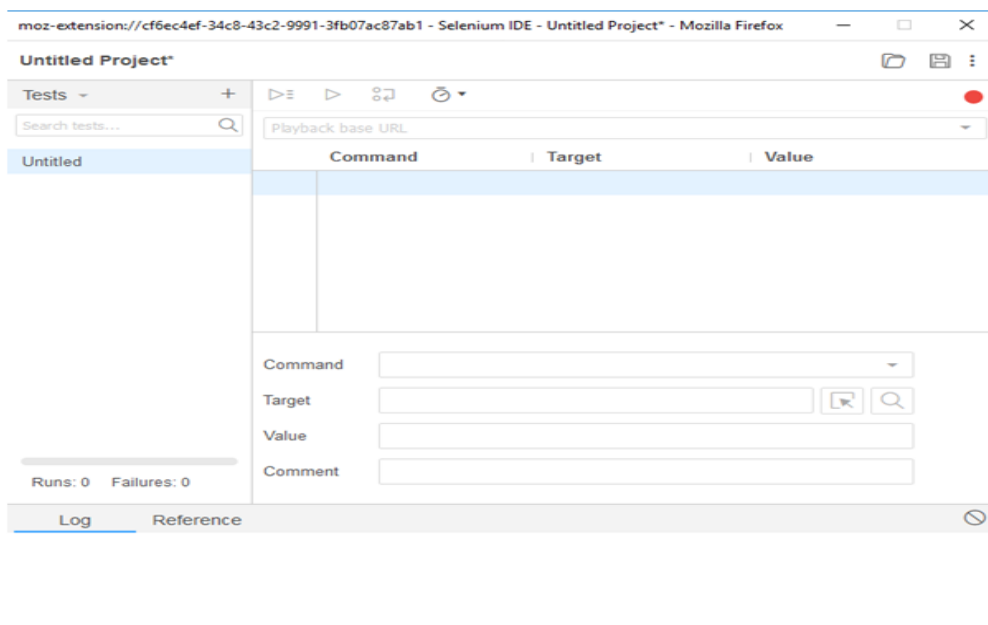 moz-extension://cf6ec4ef-34c8-43c2-9991-3fb07ac87ab1 - Selenium IDE - Untitled Project* - Mozilla Firefox
Untitled Project*
Tests
Search tests...
Untitled
Playback base URL
Command Target Value
Command
Target
Value
Comment
Runs: 0 Failures: 0
Log Reference